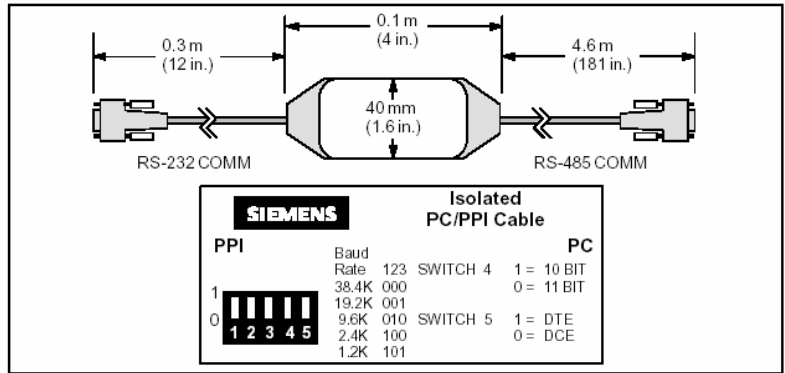 0.1 m
(4 in.)
0.3 m
(12 in.)
4.6 m
(181 in.)
40 mm
(1.6 in.)
RS-232 COMM
RS-485 COMM
SIEMENS
Isolated
PC/PPI Cable
PPI
PC
Baud
Rate 123 SWITCH 4 1 = 10 BIT
38.4K 000 0 = 11 BIT
19.2K 001
9.6K 010 SWITCH 5 1 = DTE
2.4K 100 0 = DCE
1.2K 101
1
0
1 2 3 4 5